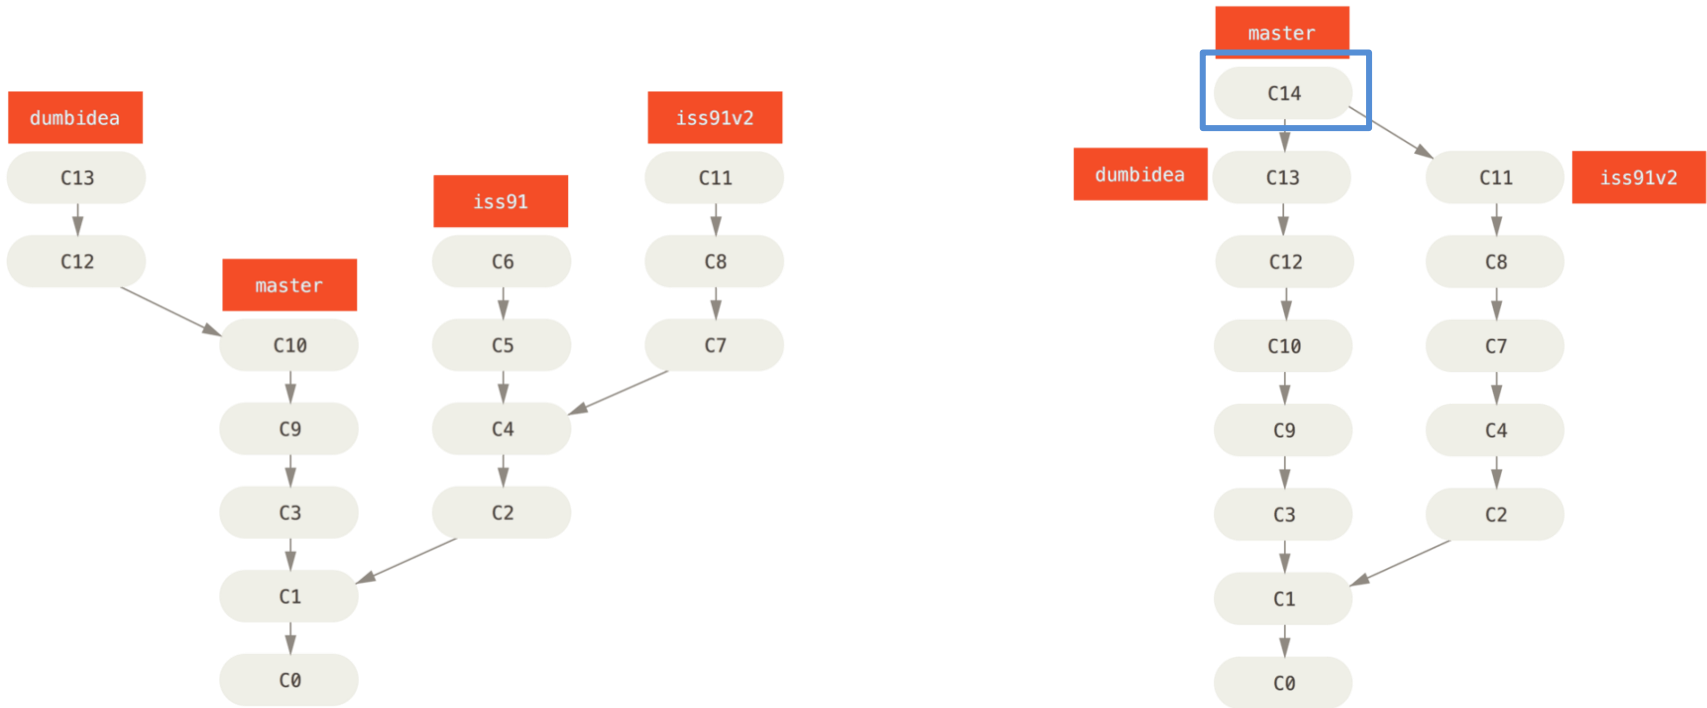 dumbidea
C13
C12
master
C10
C9
C3
C1
C0
iss91
C6
C5
C4
C2
iss91v2
C11
C8
C7
master
C14
dumbidea
C13
C12
C10
C9
C3
C1
C0
C11
iss91v2
C8
C7
C4
C2